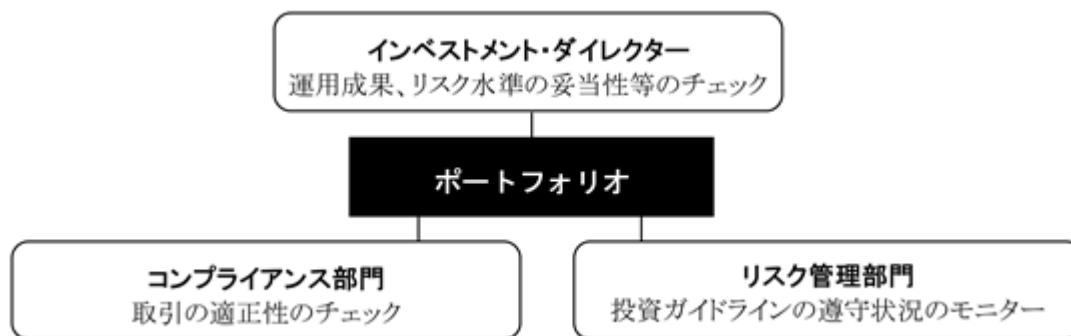 インベストメント・ダイレクター
運用成果、リスク水準の妥当性等のチェック
ポートフォリオ
コンプライアンス部門
取引の適正性のチェック
リスク管理部門
投資ガイドラインの遵守状況のモニター